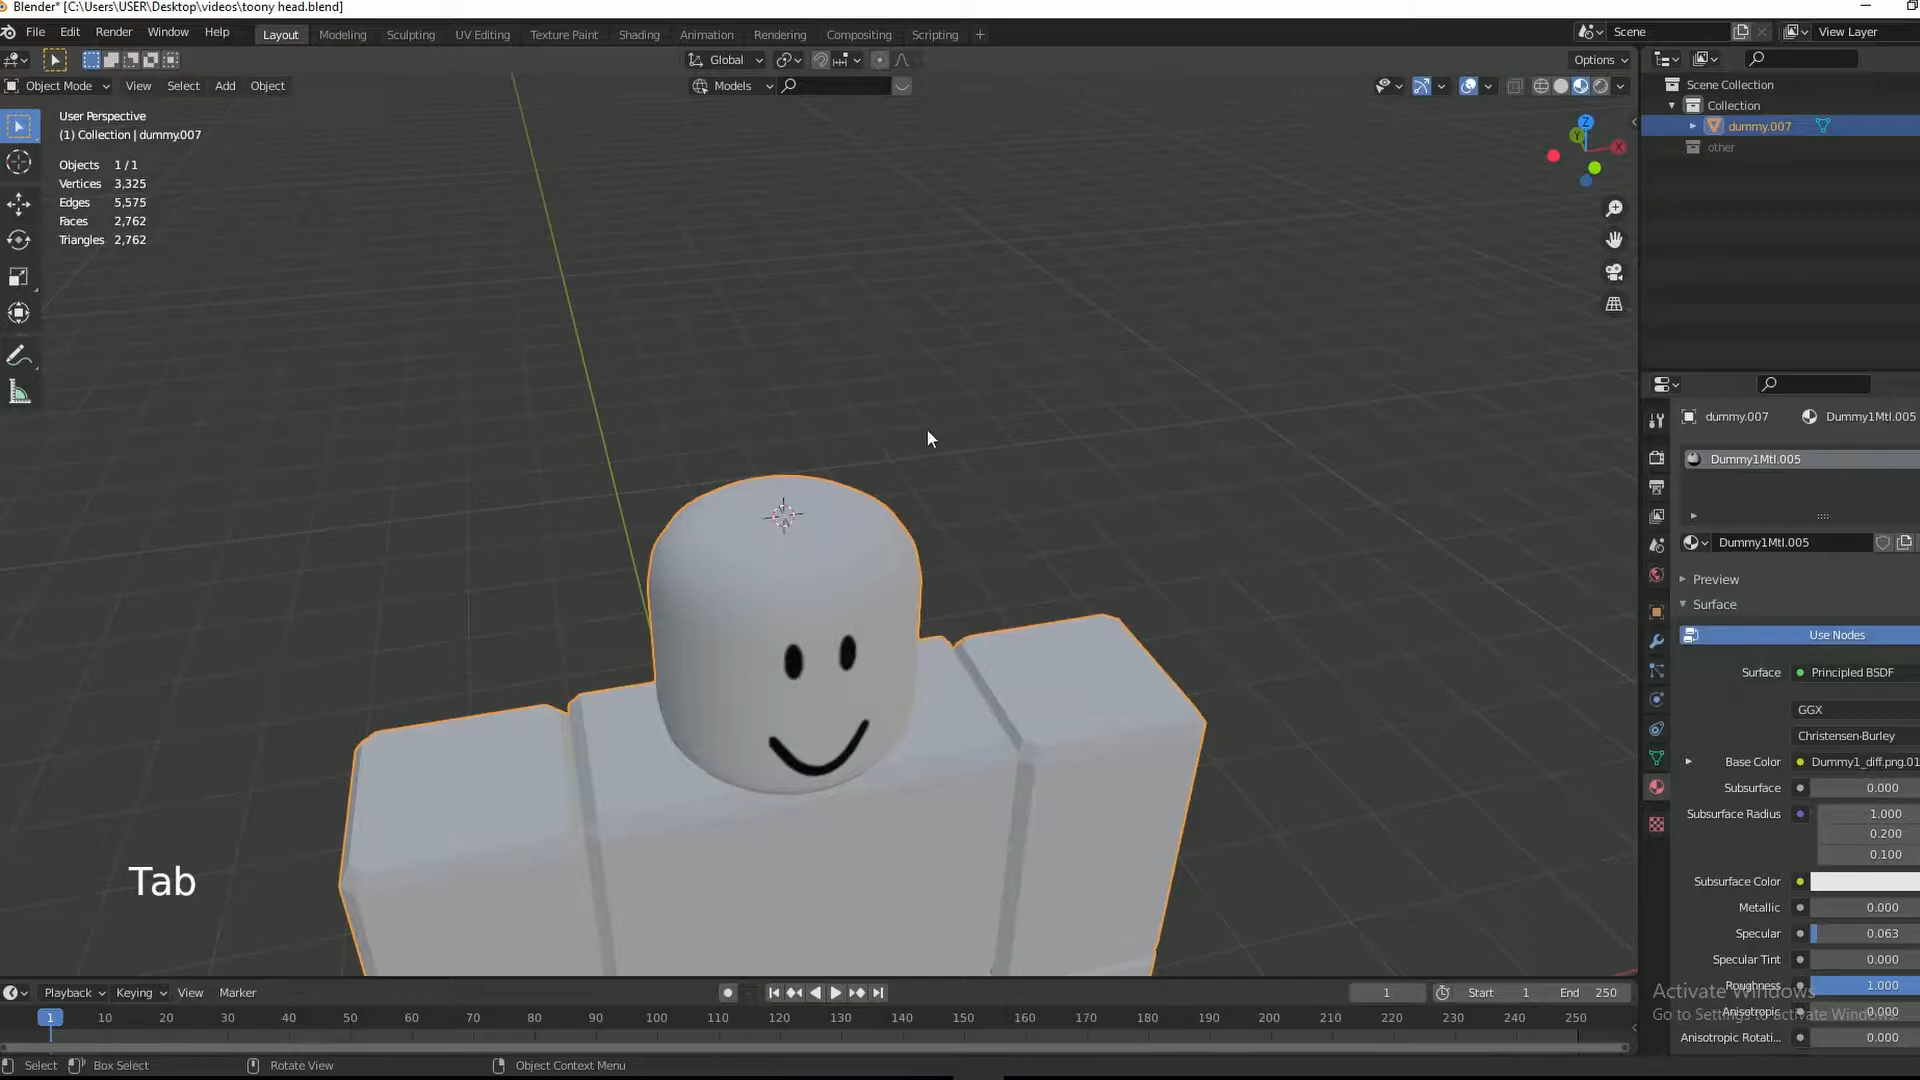 Blender* [C:\Users\USER\Desktop\videos\toony head.blend]
File Edit Render Window Help Layout Modeling Sculpting UV Editing Texture Paint Shading Animation Rendering Compositing Scripting + Scene View Layer
Global Options
Object Mode View Select Add Object Models
User Perspective
(1) Collection | dummy.007
Objects 1/1
Vertices 3,325
Edges 5,575
Faces 2,762
Triangles 2,762
Z
Y
X
Scene Collection
Collection
dummy.007
other
dummy.007 Dummy1Mtl.005
Dummy1Mtl.005
Dummy1Mtl.005
Preview
Surface
Use Nodes
Surface Principled BSDF
GGX
Christensen-Burley
Base Color Dummy1_diff.png.01
Subsurface 0.000
Subsurface Radius 1.000
0.200
0.100
Subsurface Color
Metallic 0.000
Specular 0.063
Specular Tint 0.000
Roughness 1.000
Anisotropic 0.000
Anisotropic Rotati... 0.000
Activate Windows
Go to Settings to activate Windows.
Tab
Playback Keying View Marker 1 Start 1 End 250
1 10 20 30 40 50 60 70 80 90 100 110 120 130 140 150 160 170 180 190 200 210 220 230 240 250
Select Box Select Rotate View Object Context Menu